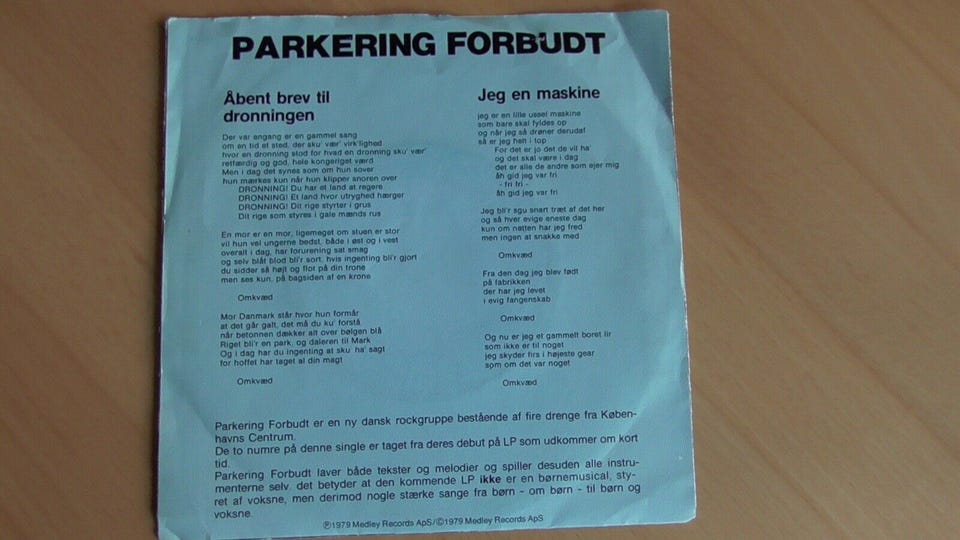 PARKERING FORBUDT
Åbent brev til
dronningen
Der var engang er en gammel sang
om en tid et sted, der sku' vær' virk'lighed
hvor en dronning stod for hvad en dronning sku' vær'
retfærdig og god, hele kongeriget værd
Men i dag det synes som om hun sover
hun mærkes kun når hun klipper snoren over
DRONNING! Du har et land at regere
DRONNING! Et land hvor utryghed hærger
DRONNING! Dit rige styrter i grus
Dit rige som styres i gale mænds rus
En mor er en mor, ligemeget om stuen er stor
vil hun vel ungerne bedst, både i øst og i vest
overalt i dag, har forurening sat smag
og selv blåt blod bli'r sort, hvis ingenting bli'r gjort
du sidder så højt og flot på din trone
men ses kun, på bagsiden af en krone
Omkvæd
Mor Danmark står hvor hun formår
at det går galt, det må du ku' forstå
når betonnen dækker alt over bølgen blå
Riget bli'r en park, og daleren til Mark
Og i dag har du ingenting at sku' ha' sagt
for hoffet har taget al din magt
Omkvæd
Jeg en maskine
jeg er en lille ussel maskine
som bare skal fyldes op
og når jeg så drøner derudaf
så er jeg helt i top
For det er jo det de vil ha'
og det skal være i dag
det er alle de andre som ejer mig
åh gid jeg var fri
- fri fri -
åh gid jeg var fri
Jeg bli'r sgu snart træt af det her
og så hver evige eneste dag
kun om natten har jeg fred
men ingen at snakke med
Omkvæd
Fra den dag jeg blev født
på fabrikken
der har jeg levet
i evig fangenskab
Omkvæd
Og nu er jeg et gammelt boret lir
som ikke er til noget
jeg skyder firs i højeste gear
som om det var noget
Omkvæd
Parkering Forbudt er en ny dansk rockgruppe bestående af fire drenge fra Køben-
havns Centrum.
De to numre på denne single er taget fra deres debut på LP som udkommer om kort
tid.
Parkering Forbudt laver både tekster og melodier og spiller desuden alle instru-
menterne selv. det betyder at den kommende LP ikke er en børnemusical, sty-
ret af voksne, men derimod nogle stærke sange fra børn - om børn - til børn og
voksne.
Ⓟ1979 Medley Records ApS/©1979 Medley Records ApS